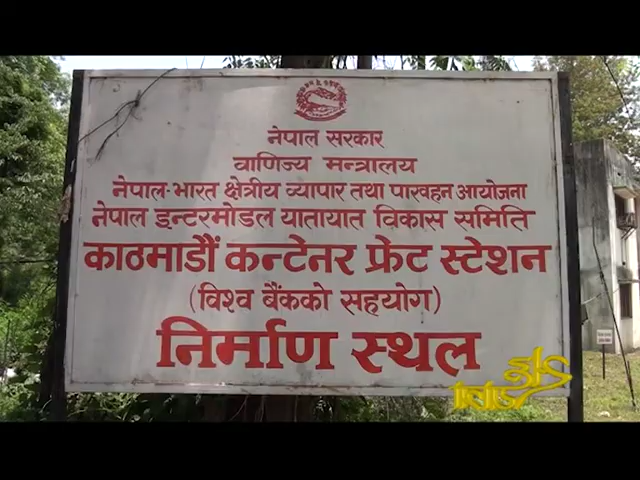 नेपाल सरकार
वाणिज्य मन्त्रालय
नेपाल-भारत क्षेत्रीय व्यापार तथा पारवहन आयोजना
नेपाल इन्टरमोडल यातायात विकास समिति
काठमाडौं कन्टेनर फ्रेट स्टेशन
(विश्व बैंकको सहयोग)
निर्माण स्थल